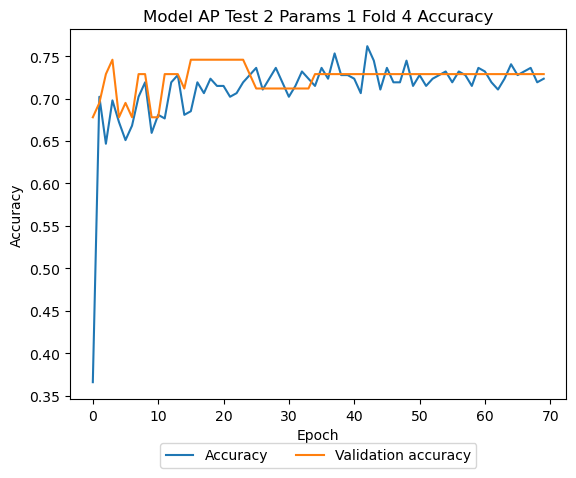 Model AP Test 2 Params 1 Fold 4 Accuracy
0.75
0.70
0.65
0.60
0.55
0.50
0.45
0.40
0.35
Accuracy
0 10 20 30 40 50 60 70
Epoch
Accuracy Validation accuracy